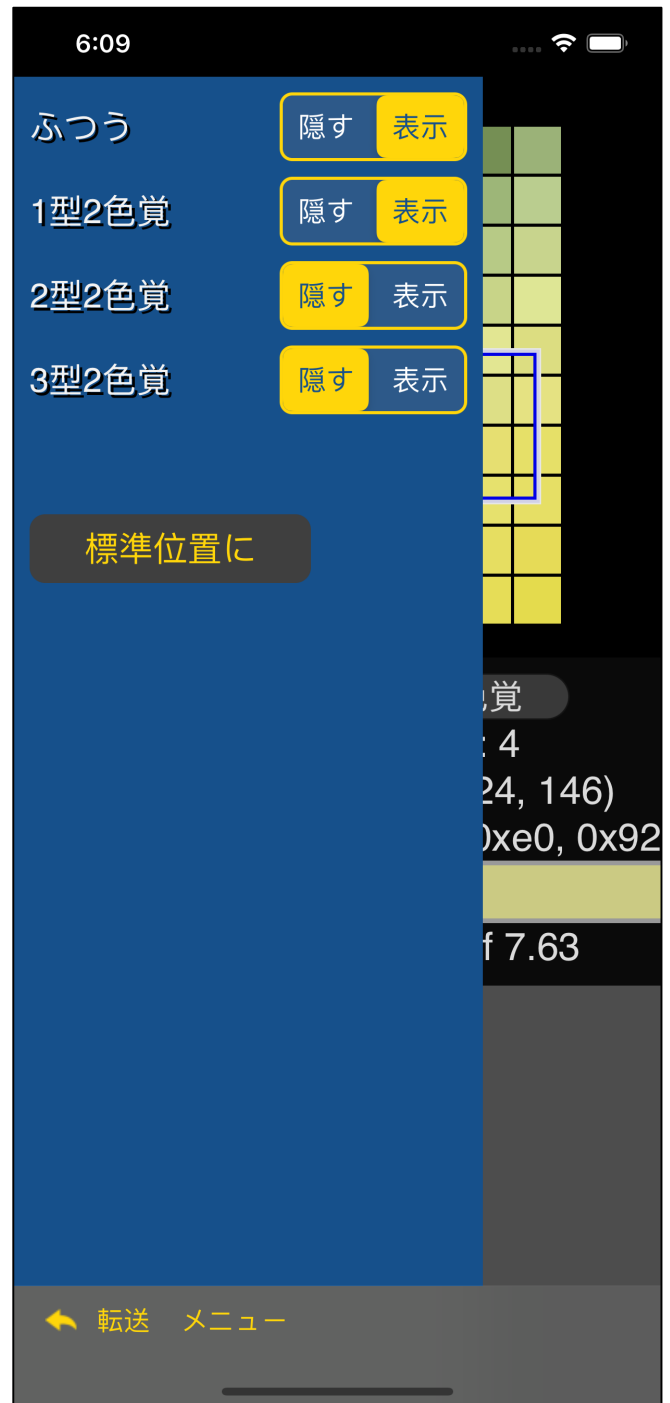 6:09
ふつう 隠す 表示
1型2色覚 隠す 表示
2型2色覚 隠す 表示
3型2色覚 隠す 表示
標準位置に
覚
: 4
24, 146)
0xe0, 0x92
f 7.63
転送 メニュー